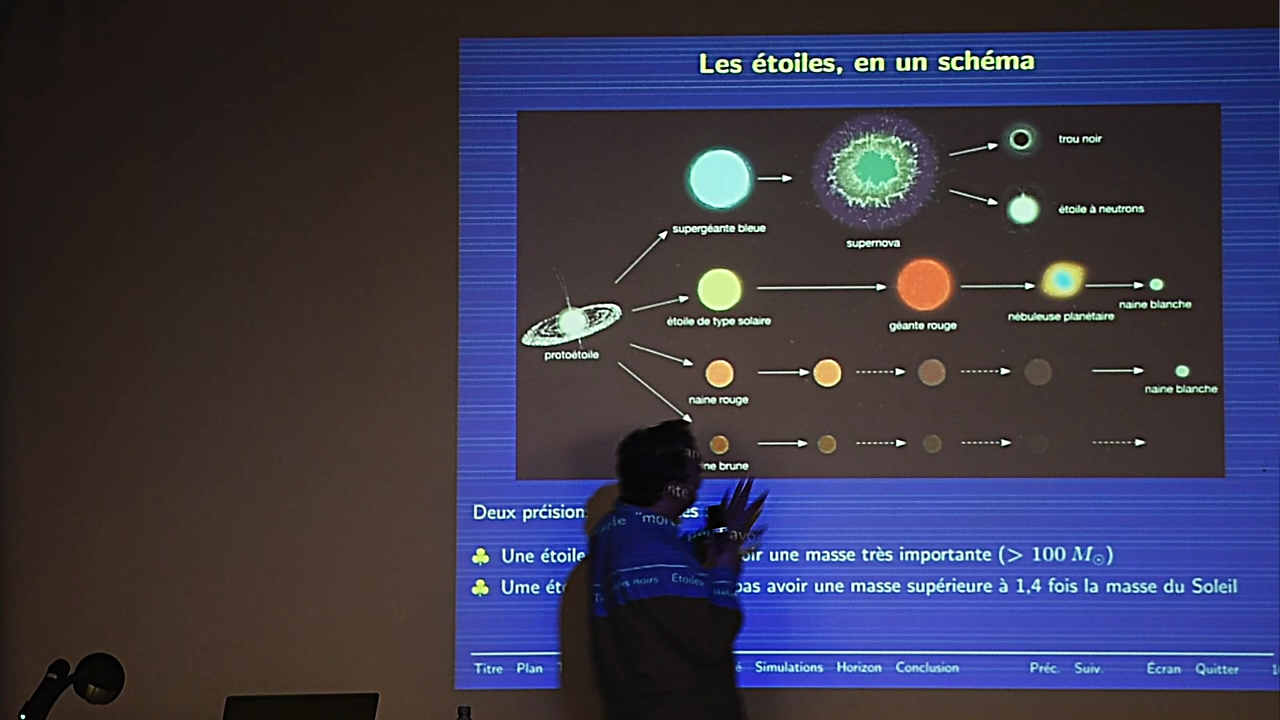 Les étoiles, en un schéma
trou noir
étoile à neutrons
supergéante bleue
supernova
étoile de type solaire
géante rouge
nébuleuse planétaire
naine blanche
protoétoile
naine rouge
naine blanche
brune
Deux
Une étoile une masse très importante (> 100 M☉)
Ume pas avoir une masse supérieure à 1,4 fois la masse du Soleil
Titre Plan Simulations Horizon Conclusion Préc. Suiv. Écran Quitter